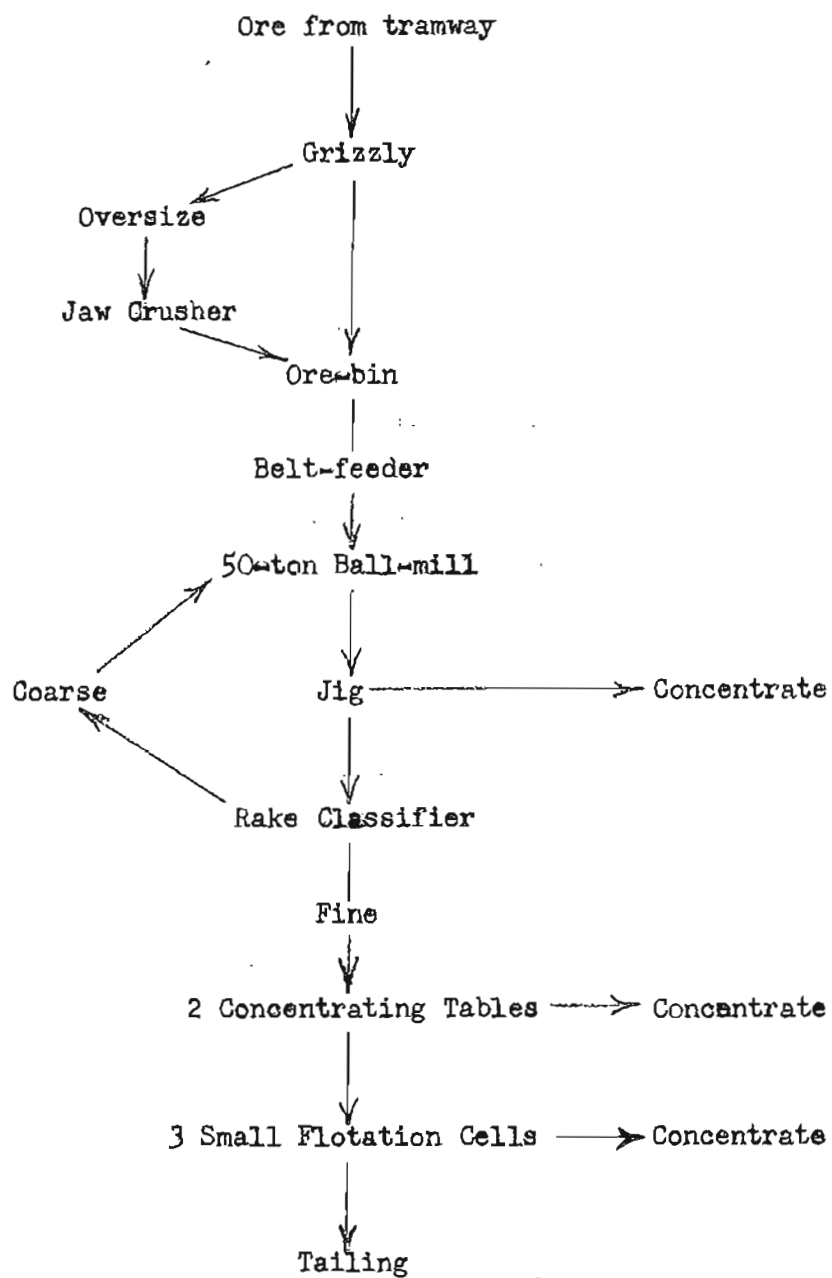 Ore from tramway
Grizzly
Oversize
Jaw Crusher
Ore-bin
Belt-feeder
50-ton Ball-mill
Coarse
Jig
Concentrate
Rake Classifier
Fine
2 Concentrating Tables
Concentrate
3 Small Flotation Cells
Concentrate
Tailing